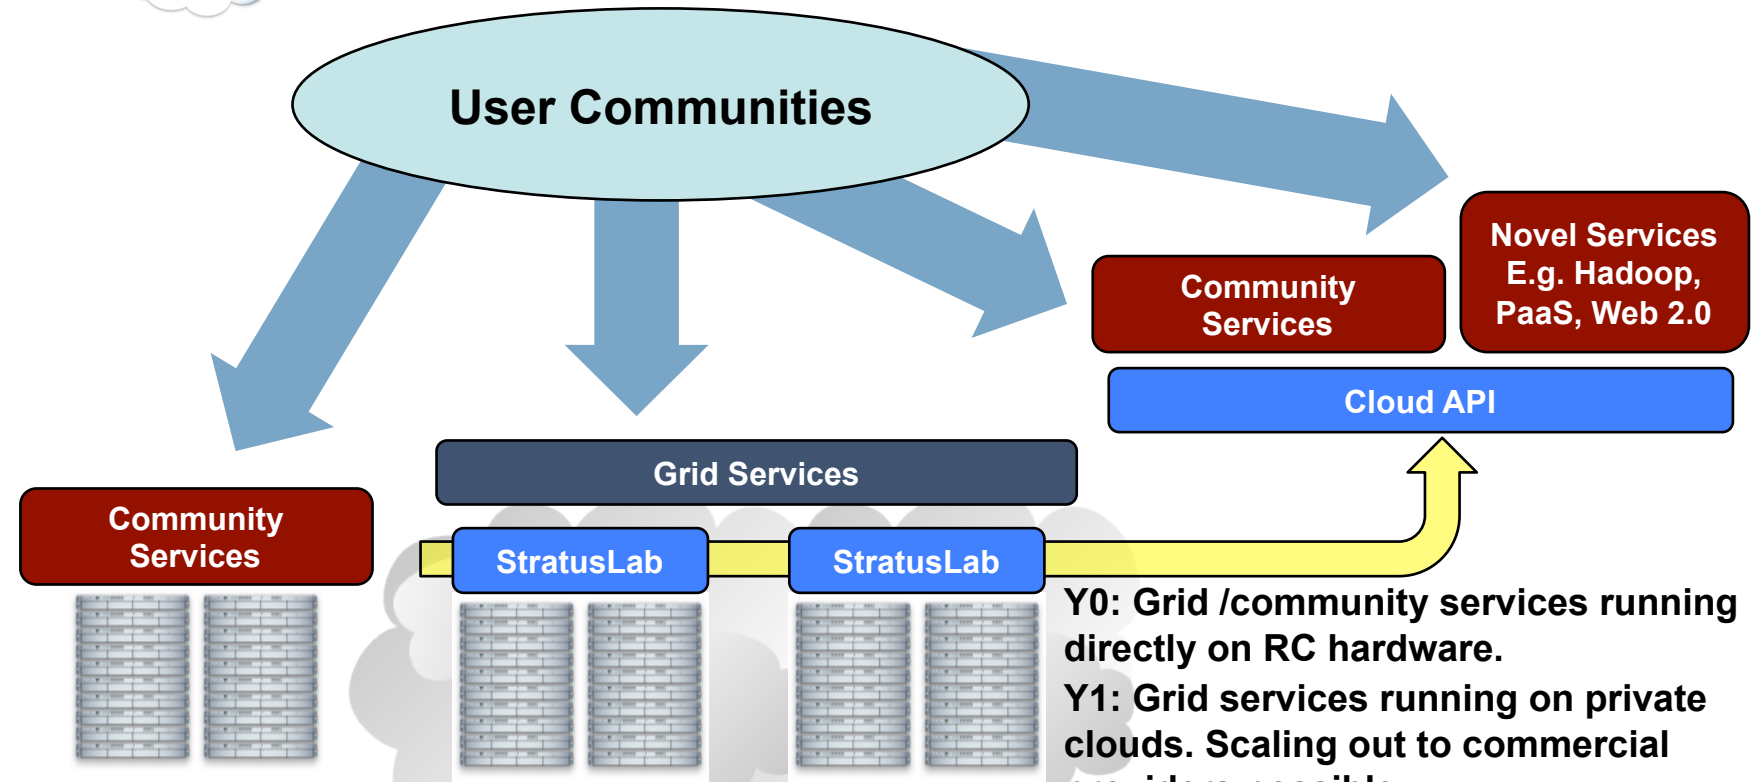 User Communities
Novel Services
E.g. Hadoop,
PaaS, Web 2.0
Community
Services
Cloud API
Grid Services
Community
Services
StratusLab
StratusLab
Y0: Grid /community services running
directly on RC hardware.
Y1: Grid services running on private
clouds. Scaling out to commercial